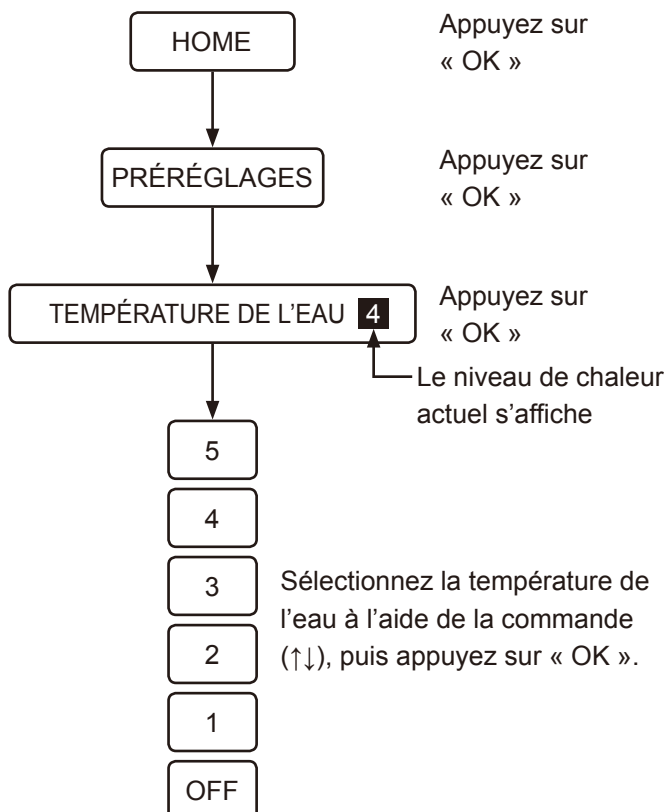 HOME
Appuyez sur
« OK »
PRÉRÉGLAGES
Appuyez sur
« OK »
TEMPÉRATURE DE L’EAU 4
Appuyez sur
« OK »
Le niveau de chaleur
actuel s’affiche
5
4
3
Sélectionnez la température de
l’eau à l’aide de la commande
(↑↓), puis appuyez sur « OK ».
2
1
OFF